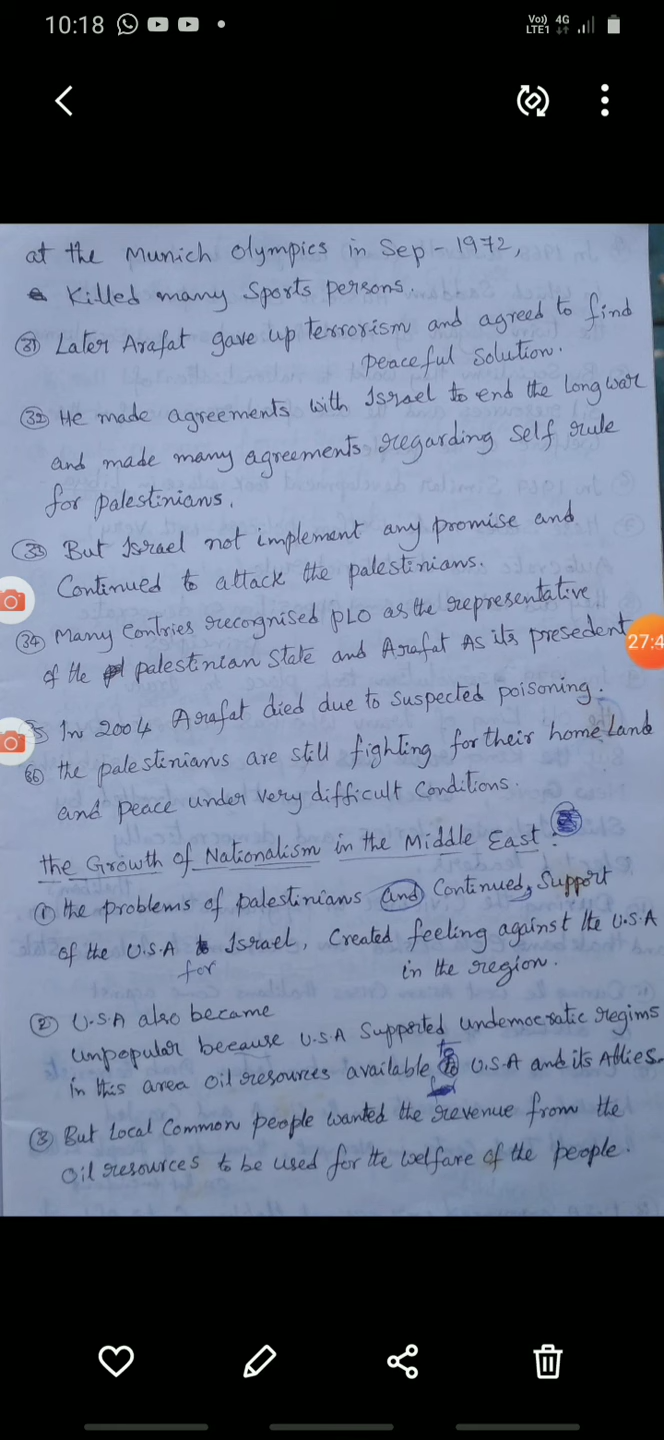 10:18
Vo) 4G
LTE1
at the Munich Olympics in Sep - 1972,
Killed many Sports persons.
31 Later Arafat gave up terrorism and agreed to find
peaceful solution.
32 He made agreements with Israel to end the long war
and made many agreements regarding self rule
for palestinians.
33 But Israel not implement any promise and
Continued to attack the palestinians.
34 Many Contries recorgnised PLO as the representative
of the palestinian State and Arafat As its presedent
27:4
5 In 2004 Arafat died due to suspected poisoning.
36 the palestinians are still fighting for their home Land
and peace under very difficult Conditions.
the Growth of Nationalism in the Middle East :
1 the problems of palestinians and Continued, Support
of the U.S.A Israel, Created feeling against the U.S.A
for in the region.
2 U.S.A also became
unpopular because U.S.A Supported undemocratic regims
in this area oil resources available to U.S.A and its Allies.
3 But Local Common people wanted the revenue from the
oil resources to be used for the welfare of the people.